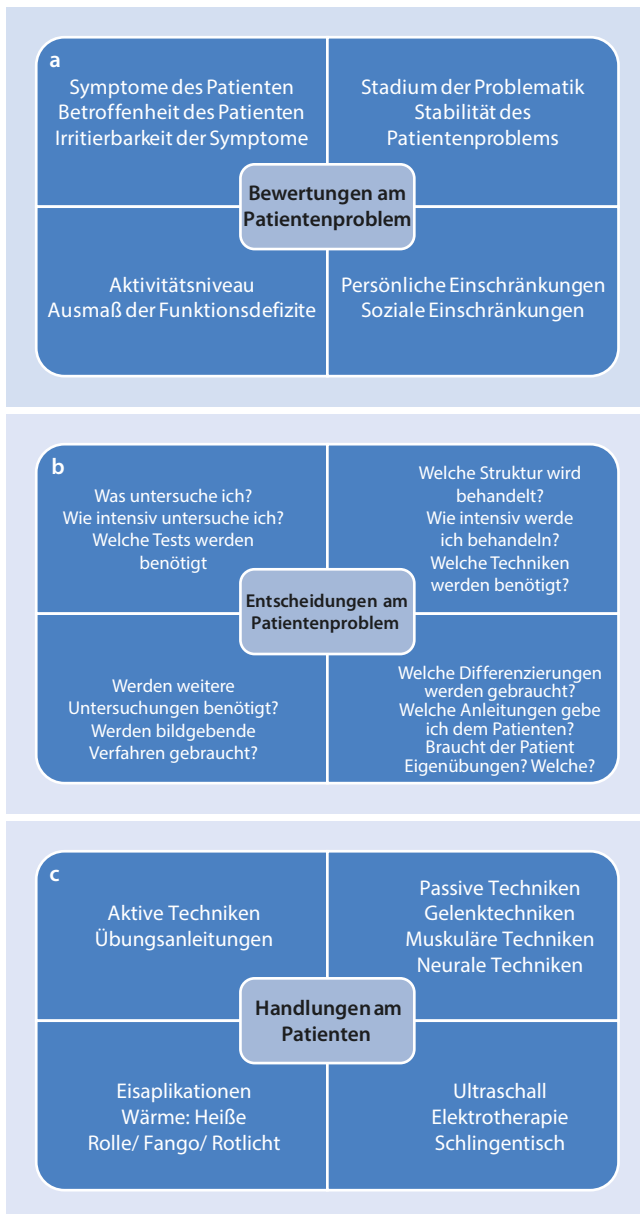 a
Symptome des Patienten
Betroffenheit des Patienten
Irritierbarkeit der Symptome
Stadium der Problematik
Stabilität des
Patientenproblems
Bewertungen am
Patientenproblem
Aktivitätsniveau
Ausmaß der Funktionsdefizite
Persönliche Einschränkungen
Soziale Einschränkungen
b
Was untersuche ich?
Wie intensiv untersuche ich?
Welche Tests werden
benötigt
Welche Struktur wird
behandelt?
Wie intensiv werde
ich behandeln?
Welche Techniken
werden benötigt?
Entscheidungen am
Patientenproblem
Werden weitere
Untersuchungen benötigt?
Werden bildgebende
Verfahren gebraucht?
Welche Differenzierungen
werden gebraucht?
Welche Anleitungen gebe
ich dem Patienten?
Braucht der Patient
Eigenübungen? Welche?
c
Aktive Techniken
Übungsanleitungen
Passive Techniken
Gelenktechniken
Muskuläre Techniken
Neurale Techniken
Handlungen am
Patienten
Eisaplikationen
Wärme: Heiße
Rolle/ Fango/ Rotlicht
Ultraschall
Elektrotherapie
Schlingentisch